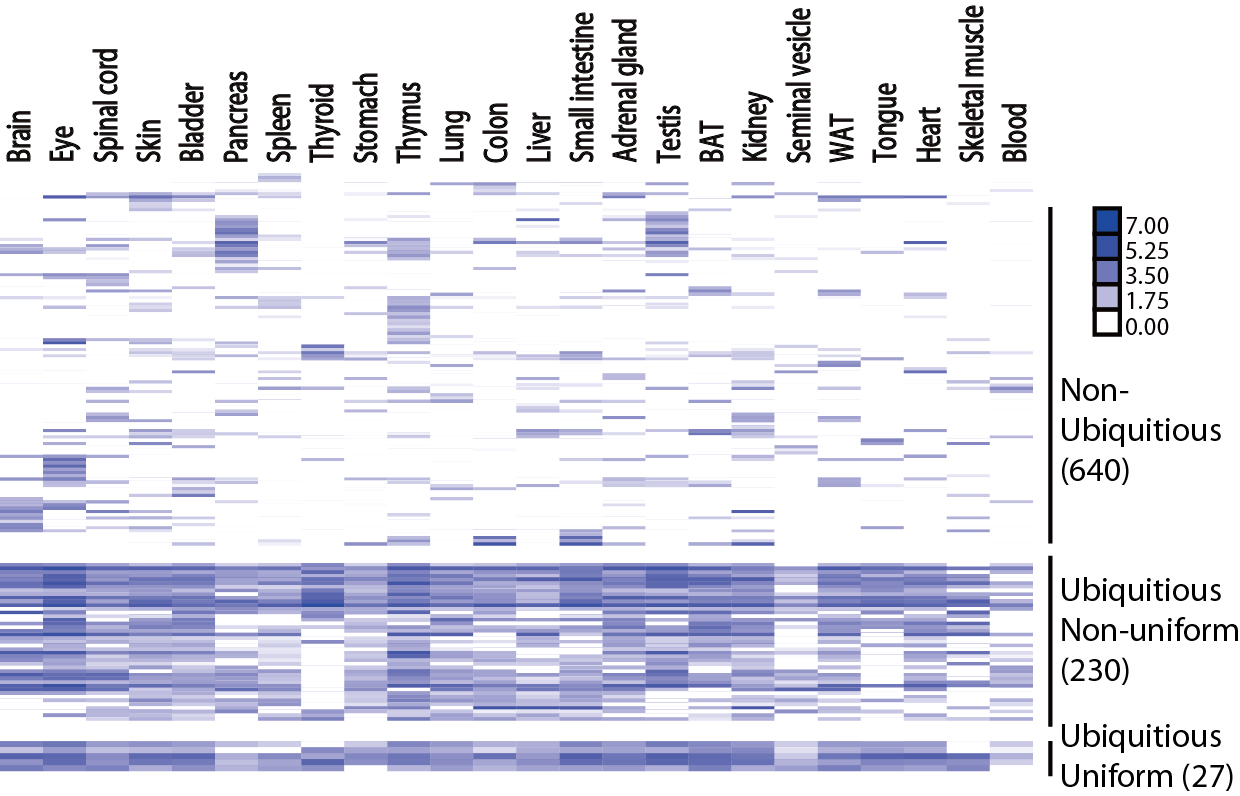 Brain
Eye
Spinal cord
Skin
Bladder
Pancreas
Spleen
Thyroid
Stomach
Thymus
Lung
Colon
Liver
Small intestine
Adrenal gland
Testis
BAT
Kidney
Seminal vesicle
WAT
Tongue
Heart
Skeletal muscle
Blood
7.00
5.25
3.50
1.75
0.00
Non-
Ubiquitious
(640)
Ubiquitious
Non-uniform
(230)
Ubiquitious
Uniform (27)